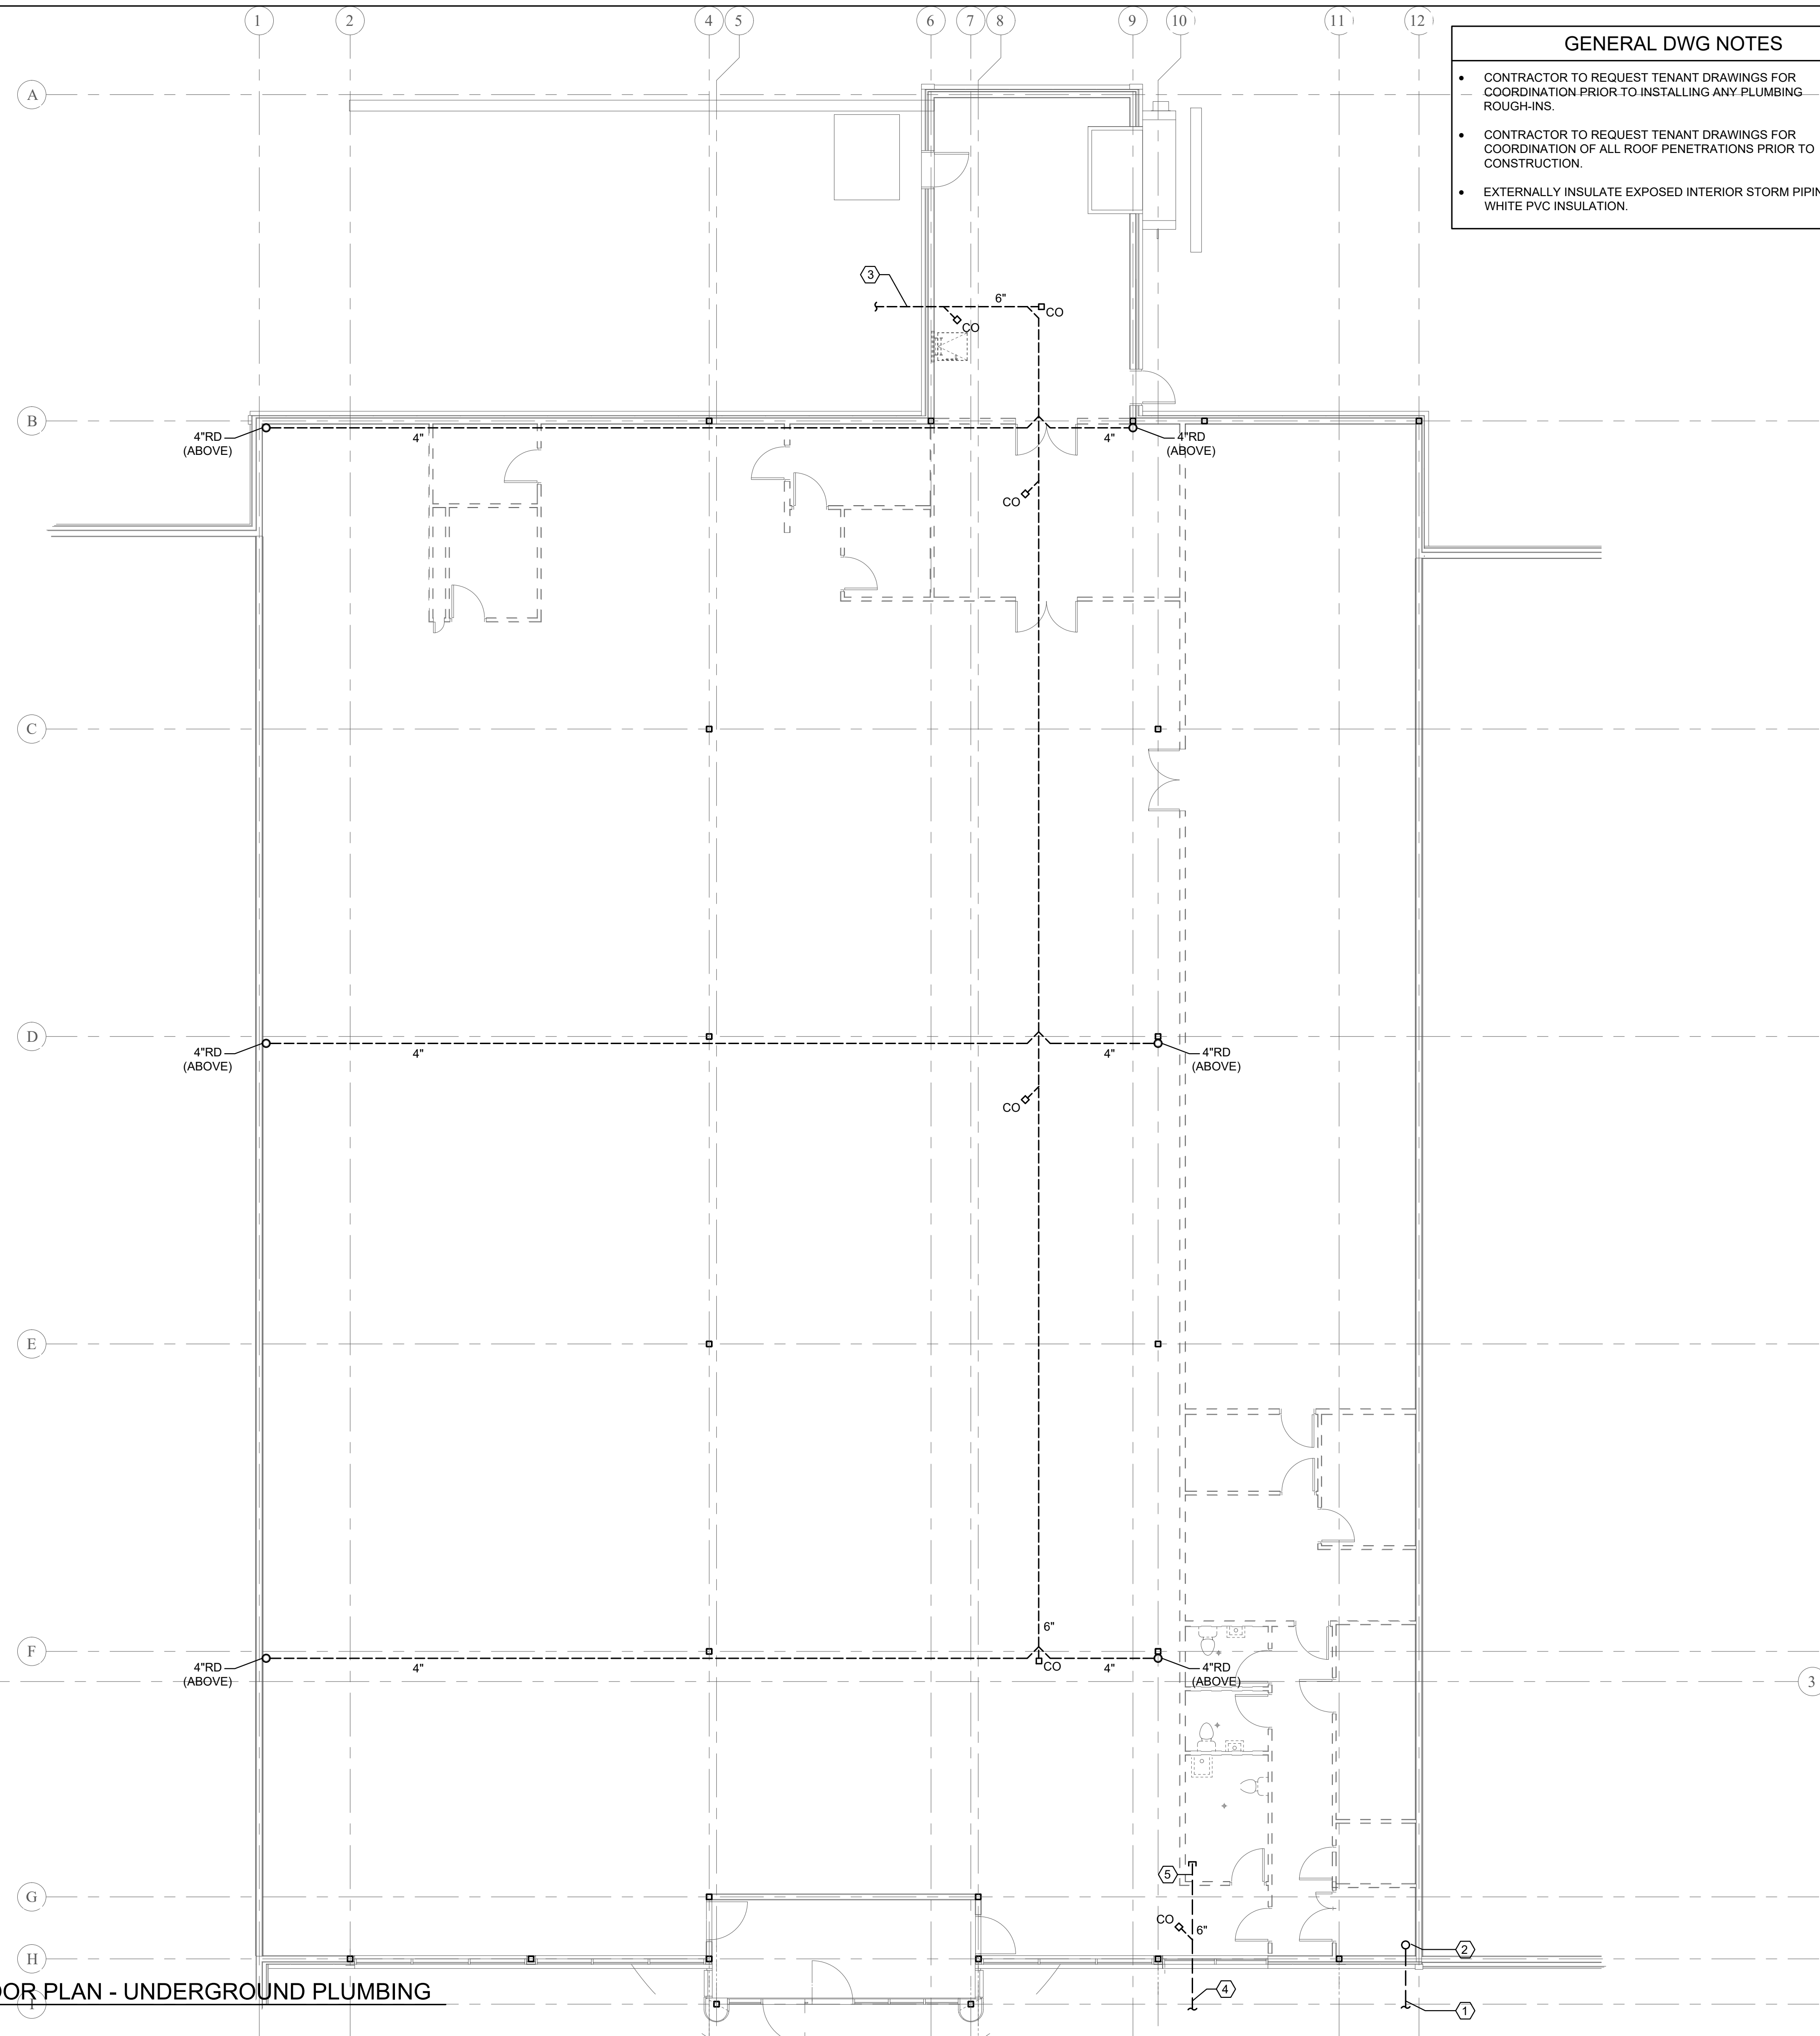 1 2 4 5 6 7 8 9 10 11 12
GENERAL DWG NOTES
• CONTRACTOR TO REQUEST TENANT DRAWINGS FOR
COORDINATION PRIOR TO INSTALLING ANY PLUMBING
ROUGH-INS.
• CONTRACTOR TO REQUEST TENANT DRAWINGS FOR
COORDINATION OF ALL ROOF PENETRATIONS PRIOR TO
CONSTRUCTION.
• EXTERNALLY INSULATE EXPOSED INTERIOR STORM PIPIN
WHITE PVC INSULATION.
A
3
6"
CO
CO
B
4"RD
(ABOVE)
4"
4"
4"RD
(ABOVE)
CO
C
D
4"RD
(ABOVE)
4"
4"
4"RD
(ABOVE)
CO
E
6"
F
4"RD
(ABOVE)
4"
CO
4"
4"RD
(ABOVE)
3
5
G
CO
6"
H
2
OOR PLAN - UNDERGROUND PLUMBING
I
4
1